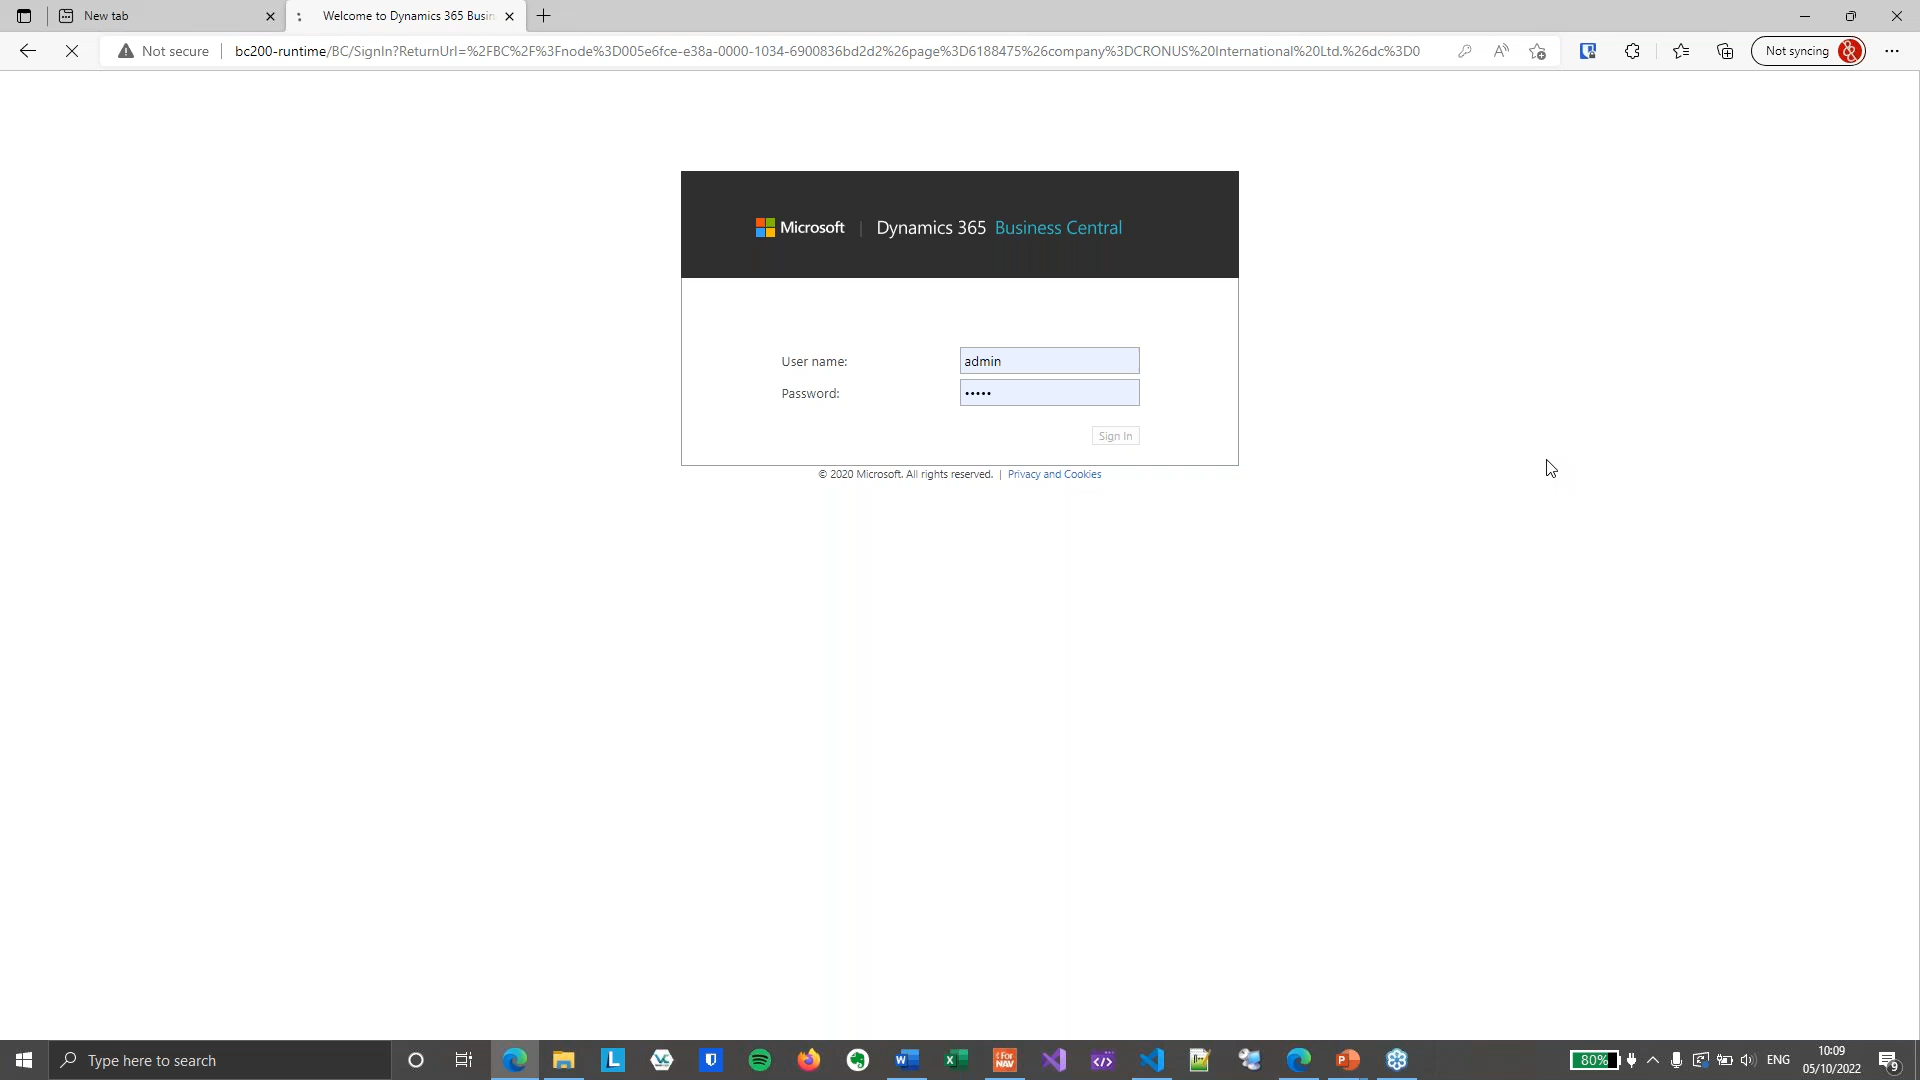 New tab
Welcome to Dynamics 365 Busin
Not secure
bc200-runtime/BC/SignIn?ReturnUrl=%2FBC%2F%3Fnode%3D005e6fce-e38a-0000-1034-6900836bd2d2%26page%3D6188475%26company%3DCRONUS%20International%20Ltd.%26dc%3D0
Not syncing
Microsoft | Dynamics 365 Business Central
User name: admin
Password: •••••
Sign In
© 2020 Microsoft. All rights reserved. | Privacy and Cookies
Type here to search
80%
ENG
10:09
05/10/2022
9